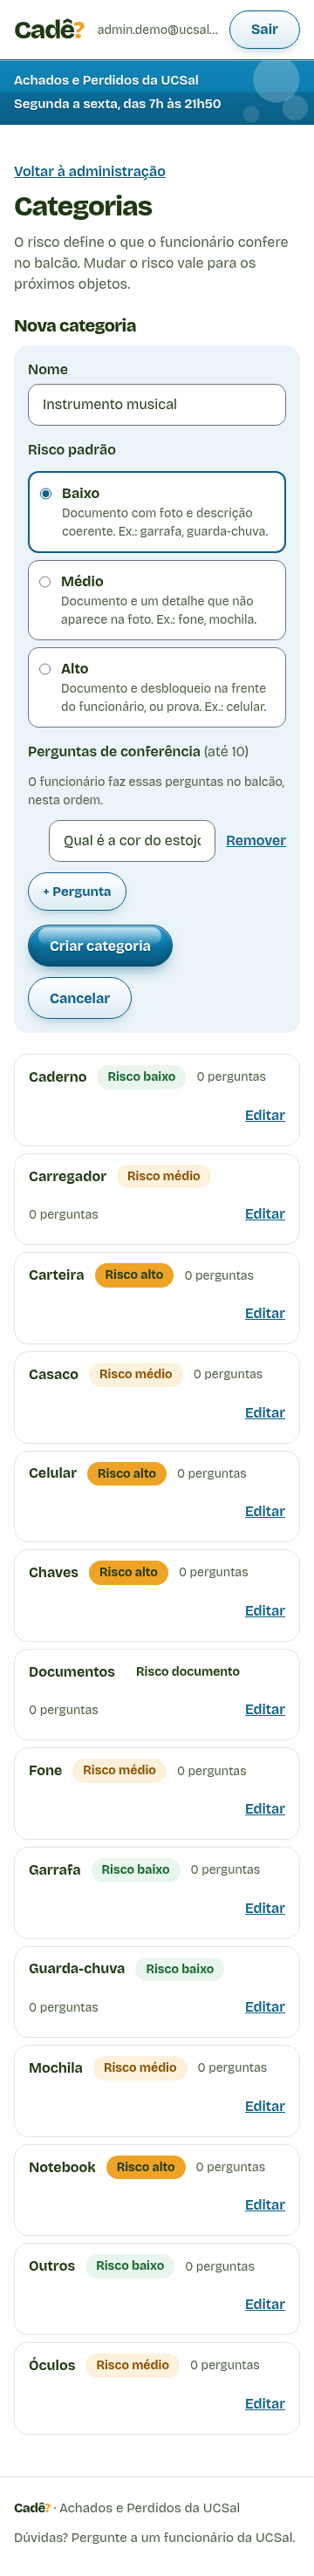 Cadê? admin.demo@ucsal... Sair
Achados e Perdidos da UCSal
Segunda a sexta, das 7h às 21h50
Voltar à administração
Categorias
O risco define o que o funcionário confere
no balcão. Mudar o risco vale para os
próximos objetos.
Nova categoria
Nome
Instrumento musical
Risco padrão
Baixo
Documento com foto e descrição
coerente. Ex.: garrafa, guarda-chuva.
Médio
Documento e um detalhe que não
aparece na foto. Ex.: fone, mochila.
Alto
Documento e desbloqueio na frente
do funcionário, ou prova. Ex.: celular.
Perguntas de conferência (até 10)
O funcionário faz essas perguntas no balcão,
nesta ordem.
Qual é a cor do estojo Remover
+ Pergunta
Criar categoria
Cancelar
Caderno Risco baixo 0 perguntas
Editar
Carregador Risco médio
0 perguntas Editar
Carteira Risco alto 0 perguntas
Editar
Casaco Risco médio 0 perguntas
Editar
Celular Risco alto 0 perguntas
Editar
Chaves Risco alto 0 perguntas
Editar
Documentos Risco documento
0 perguntas Editar
Fone Risco médio 0 perguntas
Editar
Garrafa Risco baixo 0 perguntas
Editar
Guarda-chuva Risco baixo
0 perguntas Editar
Mochila Risco médio 0 perguntas
Editar
Notebook Risco alto 0 perguntas
Editar
Outros Risco baixo 0 perguntas
Editar
Óculos Risco médio 0 perguntas
Editar
Cadê? · Achados e Perdidos da UCSal
Dúvidas? Pergunte a um funcionário da UCSal.